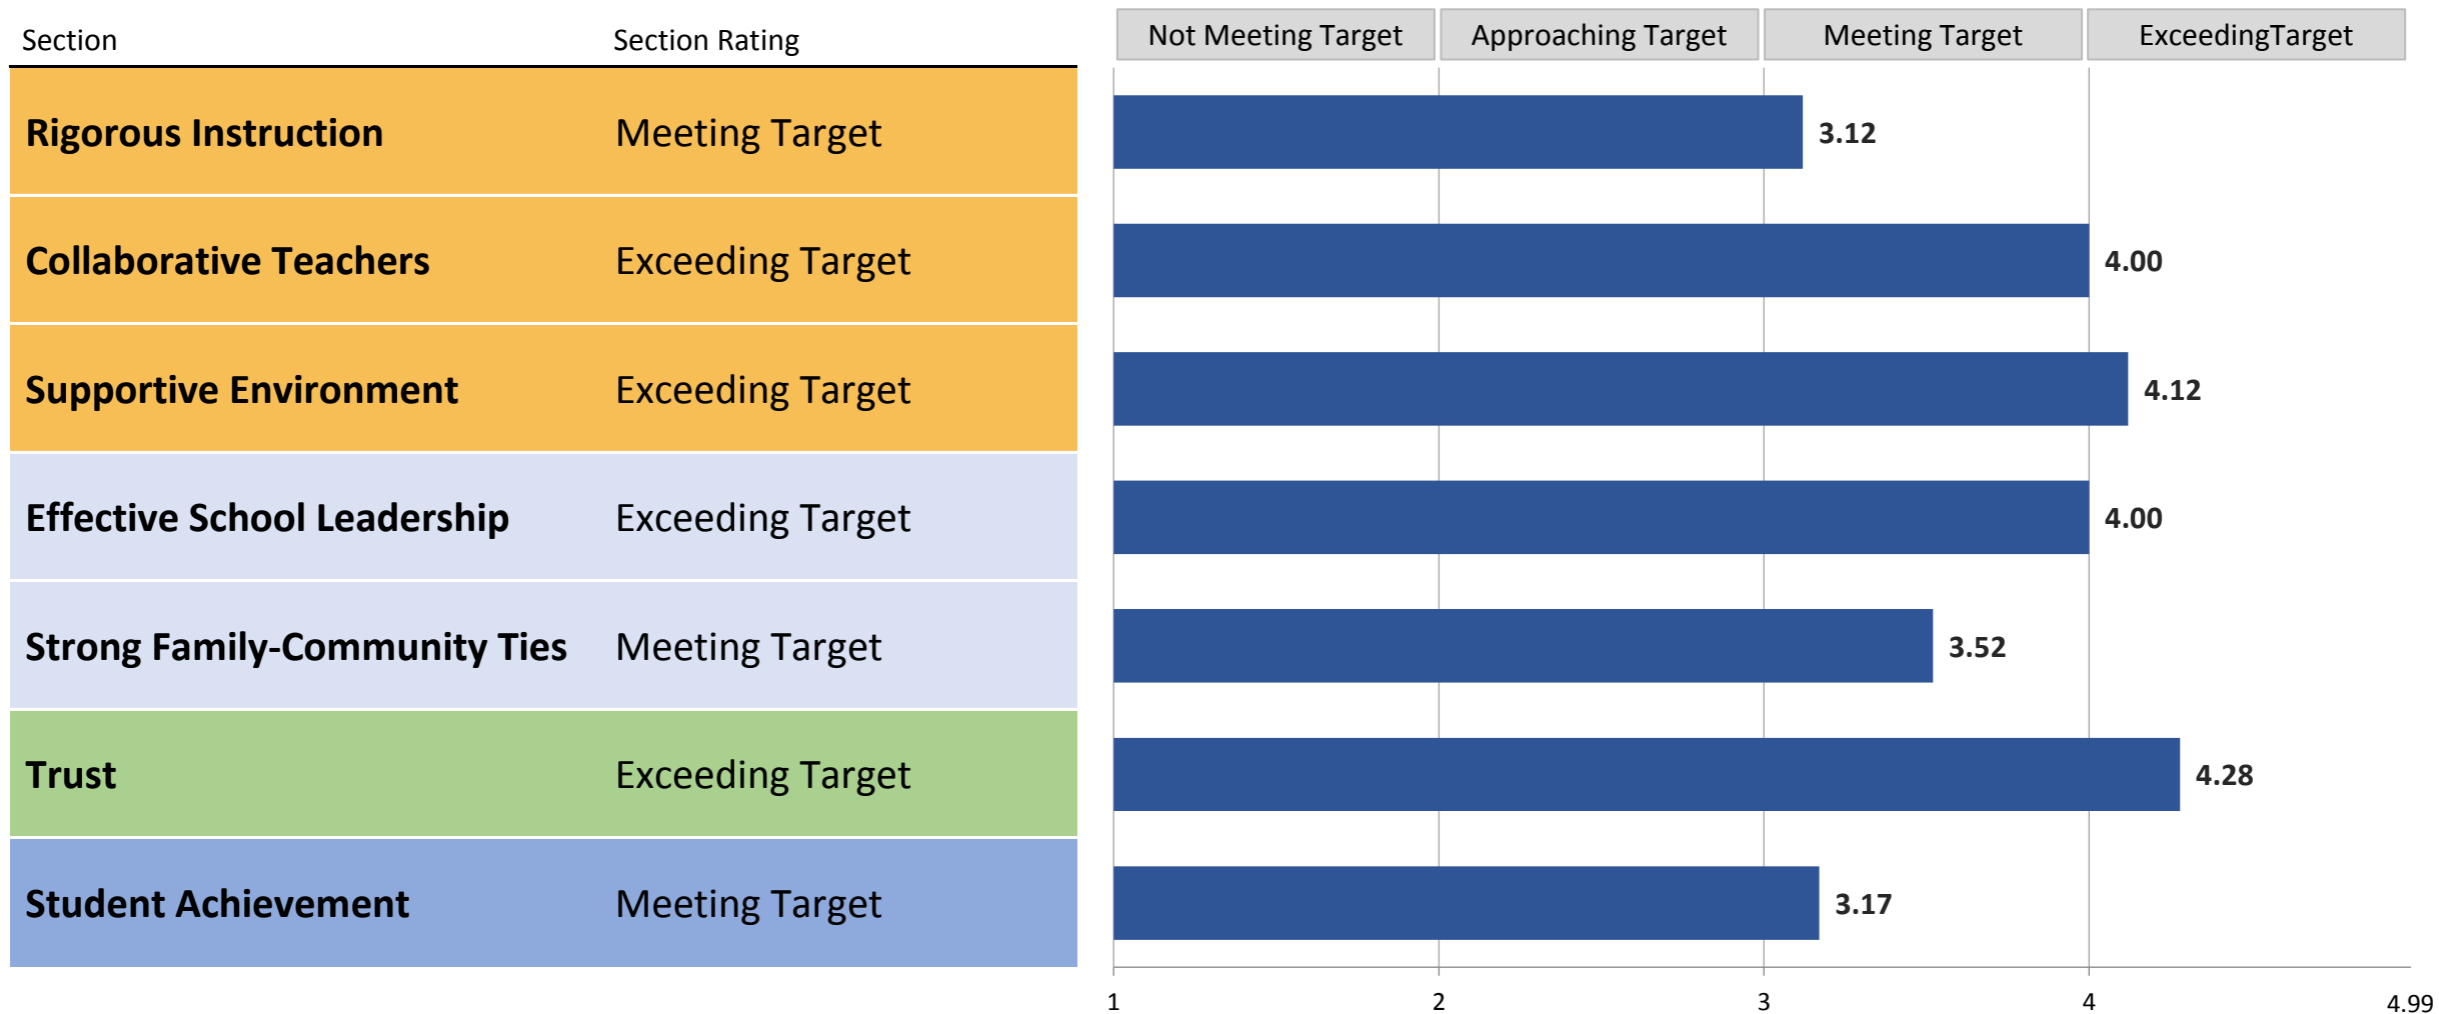 Section Section Rating Not Meeting Target Approaching Target Meeting Target ExceedingTarget
Rigorous Instruction Meeting Target 3.12
Collaborative Teachers Exceeding Target 4.00
Supportive Environment Exceeding Target 4.12
Effective School Leadership Exceeding Target 4.00
Strong Family-Community Ties Meeting Target 3.52
Trust Exceeding Target 4.28
Student Achievement Meeting Target 3.17
1 2 3 4 4.99